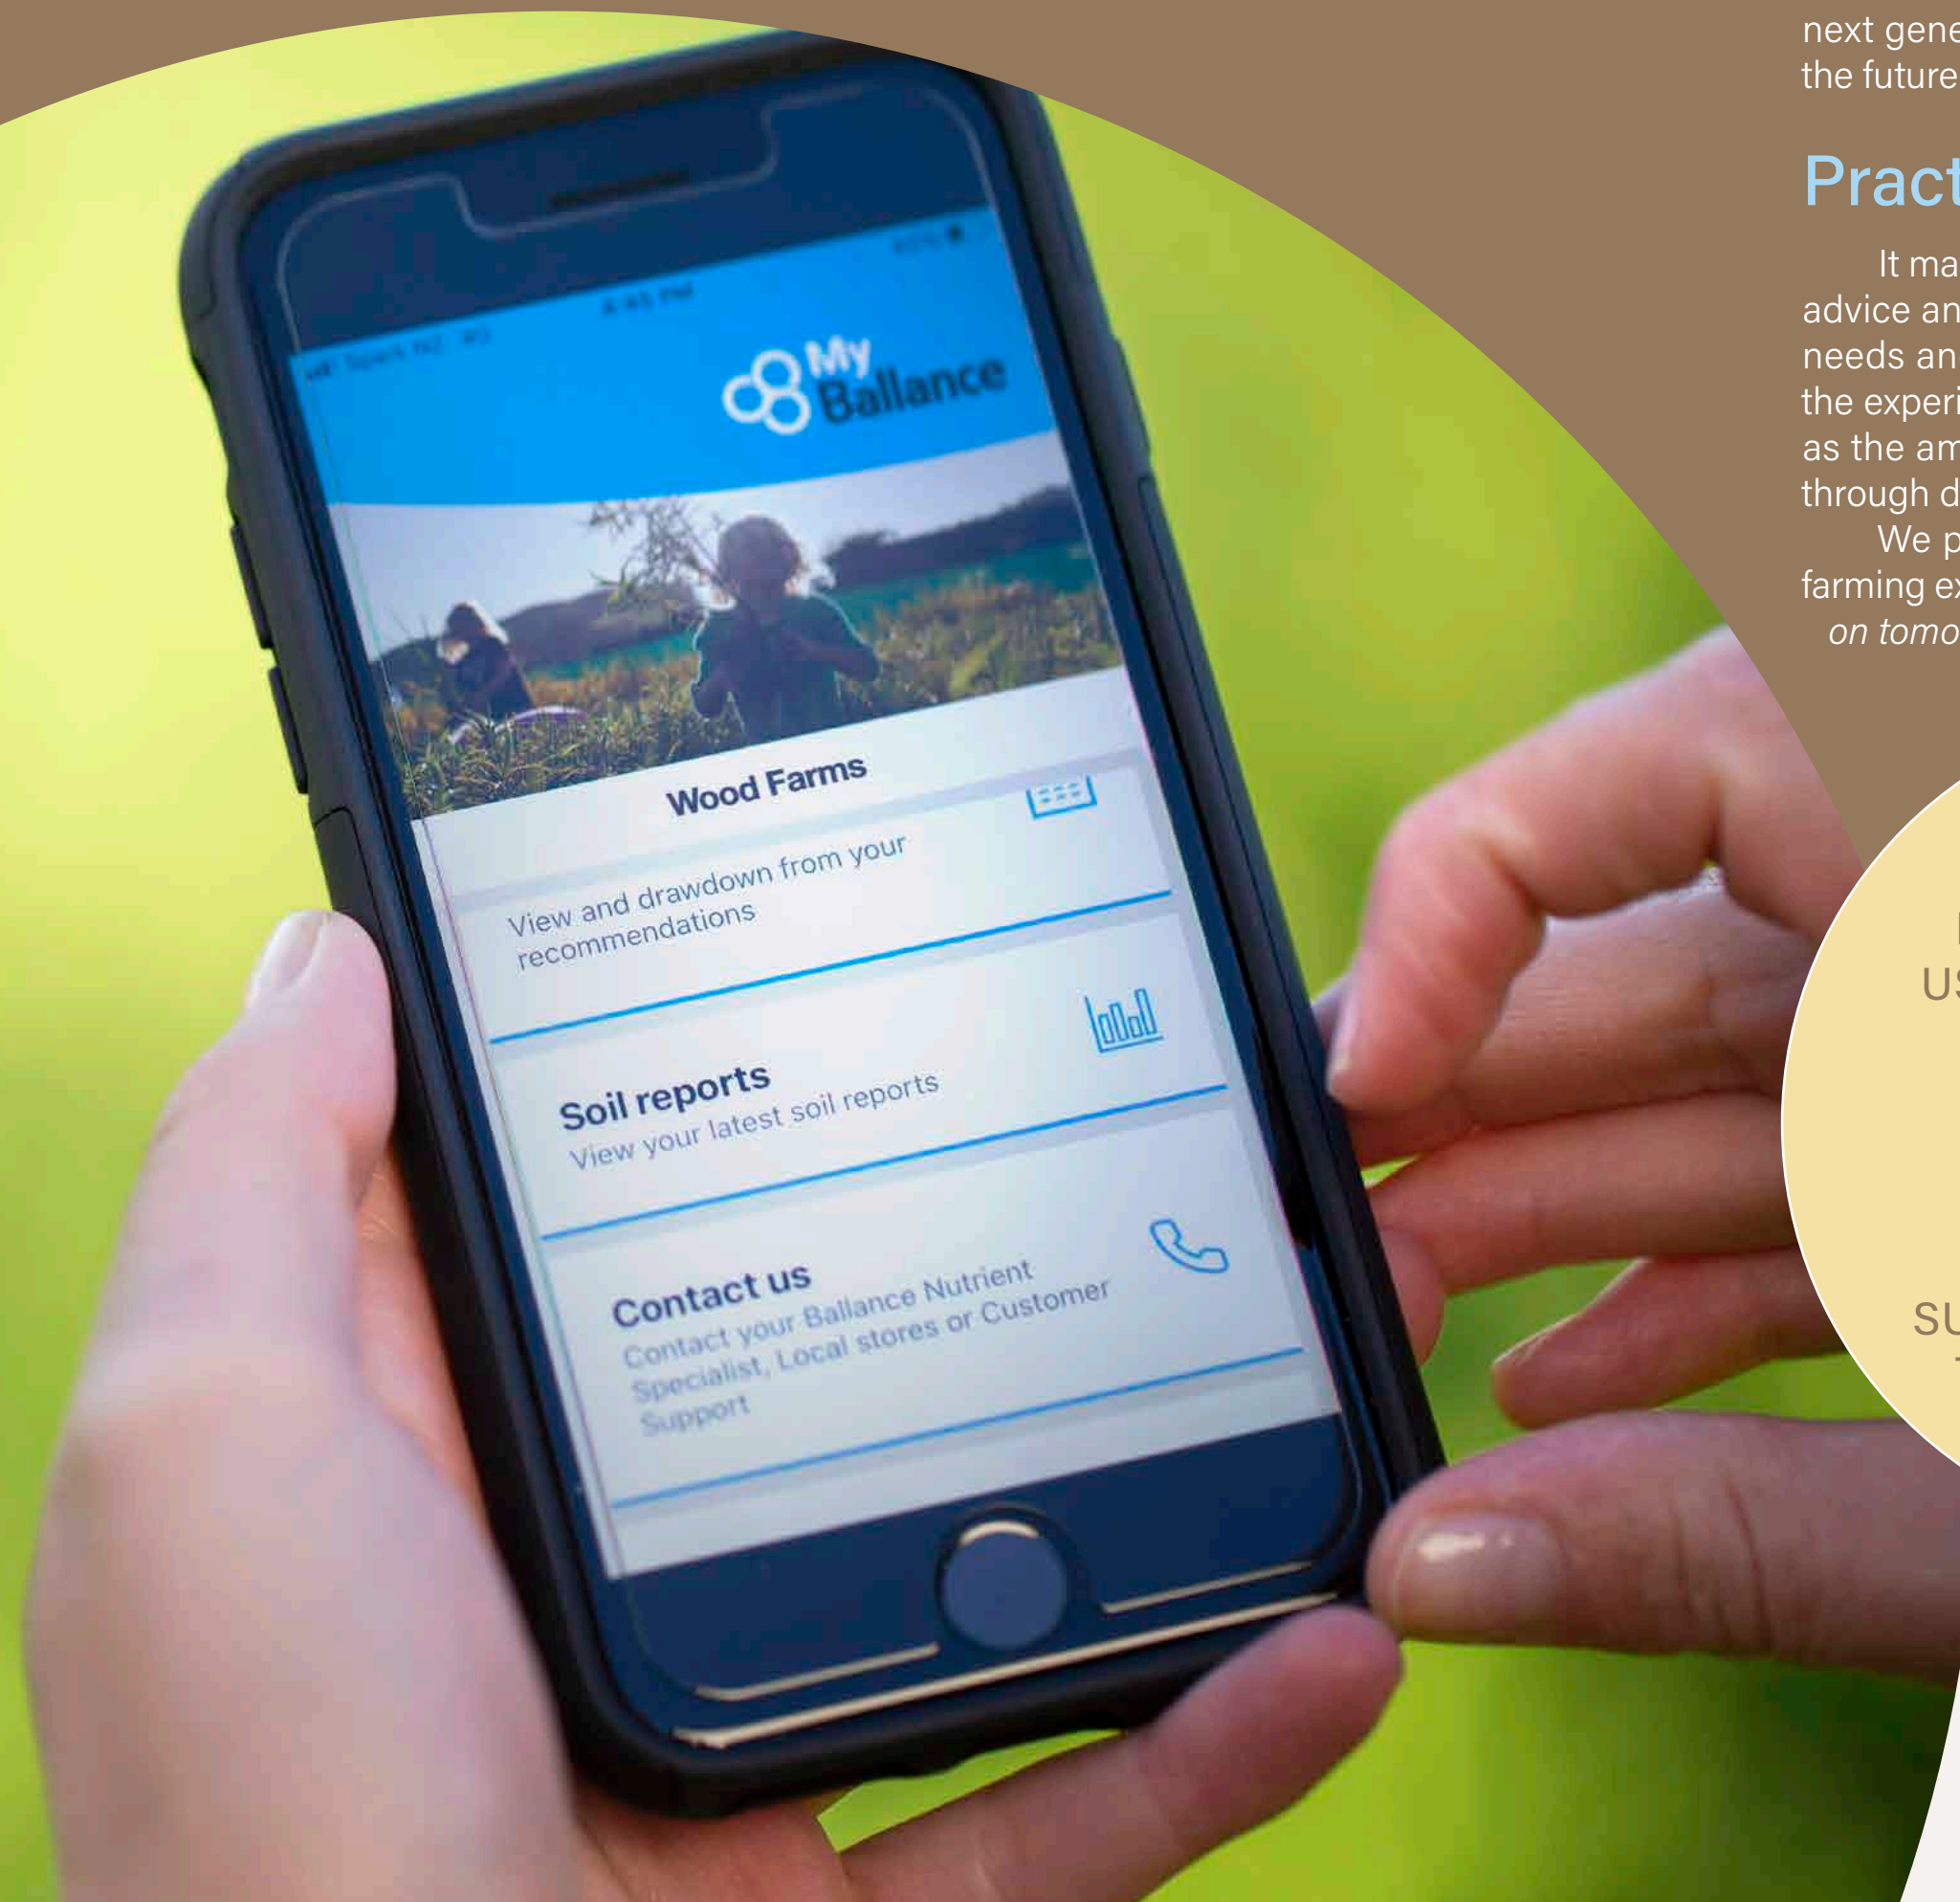 Spark NZ
My
Ballance
Wood Farms
View and drawdown from your
recommendations
Soil reports
View your latest soil reports
Contact us
Contact your Ballance Nutrient
Specialist, Local stores or Customer
Support
next gene
the future
Pract
It ma
advice an
needs an
the experi
as the am
through d
We p
farming ex
on tomo
US
SU